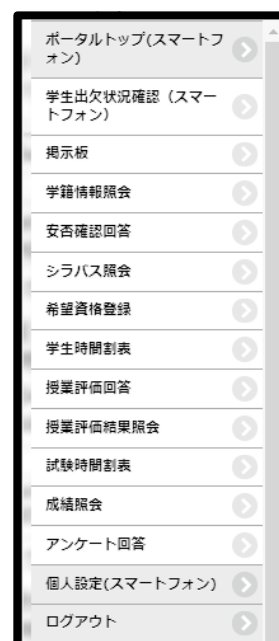 ポータルトップ(スマートフ
ォン)
学生出欠状況確認（スマー
トフォン）
掲示板
学籍情報照会
安否確認回答
シラバス照会
希望資格登録
学生時間割表
授業評価回答
授業評価結果照会
試験時間割表
成績照会
アンケート回答
個人設定(スマートフォン)
ログアウト